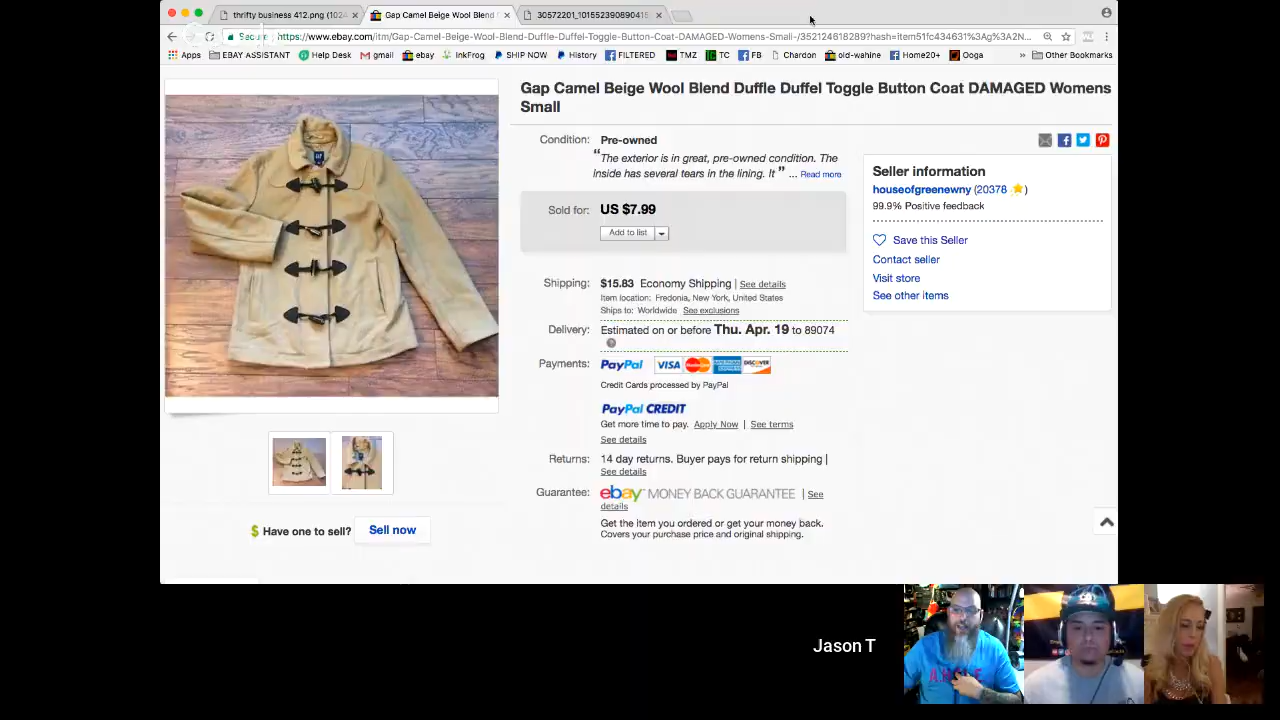 thrifty business 412.png (1024
Gap Camel Beige Wool Blend
30572201_101552390890415
Secure
https://www.ebay.com/itm/Gap-Camel-Beige-Wool-Blend-Duffle-Duffel-Toggle-Button-Coat-DAMAGED-Womens-Small-/352124618289?hash=item51fc434631%3Ag%3A2N...
Apps EBAY ASSISTANT Help Desk gmail ebay InkFrog SHIP NOW History FILTERED TMZ TC FB Chardon old-wahine Home20+ Ooga » Other Bookmarks
Gap Camel Beige Wool Blend Duffle Duffel Toggle Button Coat DAMAGED Womens
Small
Condition: Pre-owned
“The exterior is in great, pre-owned condition. The
inside has several tears in the lining. It ” ... Read more
Sold for: US $7.99
Add to list
Shipping: $15.83 Economy Shipping | See details
Item location: Fredonia, New York, United States
Ships to: Worldwide See exclusions
Delivery: Estimated on or before Thu. Apr. 19 to 89074
Payments: PayPal VISA MasterCard AMERICAN EXPRESS DISCOVER
Credit Cards processed by PayPal
PayPal CREDIT
Get more time to pay. Apply Now | See terms
See details
Returns: 14 day returns. Buyer pays for return shipping |
See details
Guarantee: ebay MONEY BACK GUARANTEE | See
details
Get the item you ordered or get your money back.
Covers your purchase price and original shipping.
Seller information
houseofgreenewny (20378 )
99.9% Positive feedback
Save this Seller
Contact seller
Visit store
See other items
$ Have one to sell? Sell now
Jason T